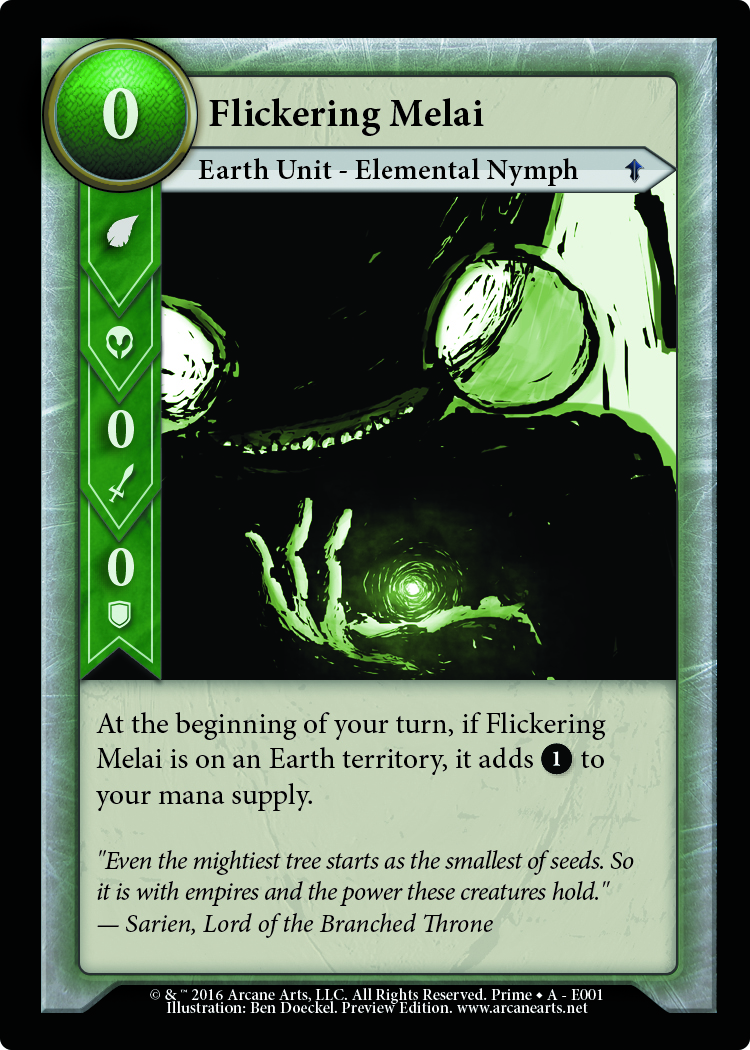 0
Flickering Melai
Earth Unit - Elemental Nymph
0
0
At the beginning of your turn, if Flickering
Melai is on an Earth territory, it adds 1 to
your mana supply.
"Even the mightiest tree starts as the smallest of seeds. So
it is with empires and the power these creatures hold."
— Sarien, Lord of the Branched Throne
© & ™ 2016 Arcane Arts, LLC. All Rights Reserved. Prime ⬥ A - E001
Illustration: Ben Doeckel. Preview Edition. www.arcanearts.net